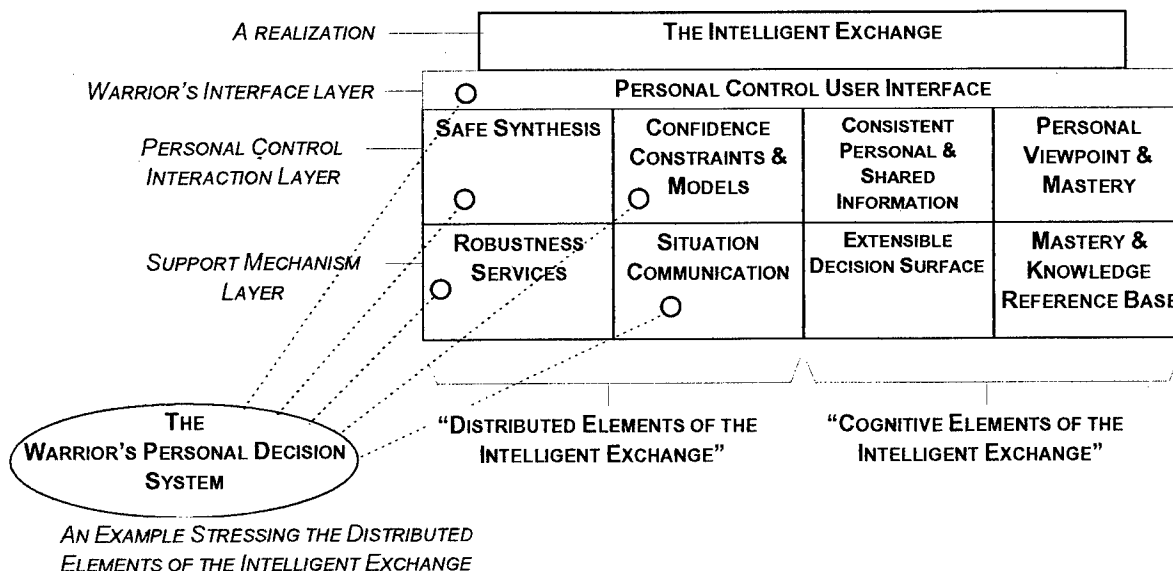 A REALIZATION
THE INTELLIGENT EXCHANGE
WARRIOR'S INTERFACE LAYER
PERSONAL CONTROL USER INTERFACE
PERSONAL CONTROL
INTERACTION LAYER
SAFE SYNTHESIS
CONFIDENCE
CONSTRAINTS &
MODELS
CONSISTENT
PERSONAL &
SHARED
INFORMATION
PERSONAL
VIEWPOINT &
MASTERY
SUPPORT MECHANISM
LAYER
ROBUSTNESS
SERVICES
SITUATION
COMMUNICATION
EXTENSIBLE
DECISION SURFACE
MASTERY &
KNOWLEDGE
REFERENCE BASE
THE
WARRIOR'S PERSONAL DECISION
SYSTEM
"DISTRIBUTED ELEMENTS OF THE
INTELLIGENT EXCHANGE"
"COGNITIVE ELEMENTS OF THE
INTELLIGENT EXCHANGE"
AN EXAMPLE STRESSING THE DISTRIBUTED
ELEMENTS OF THE INTELLIGENT EXCHANGE